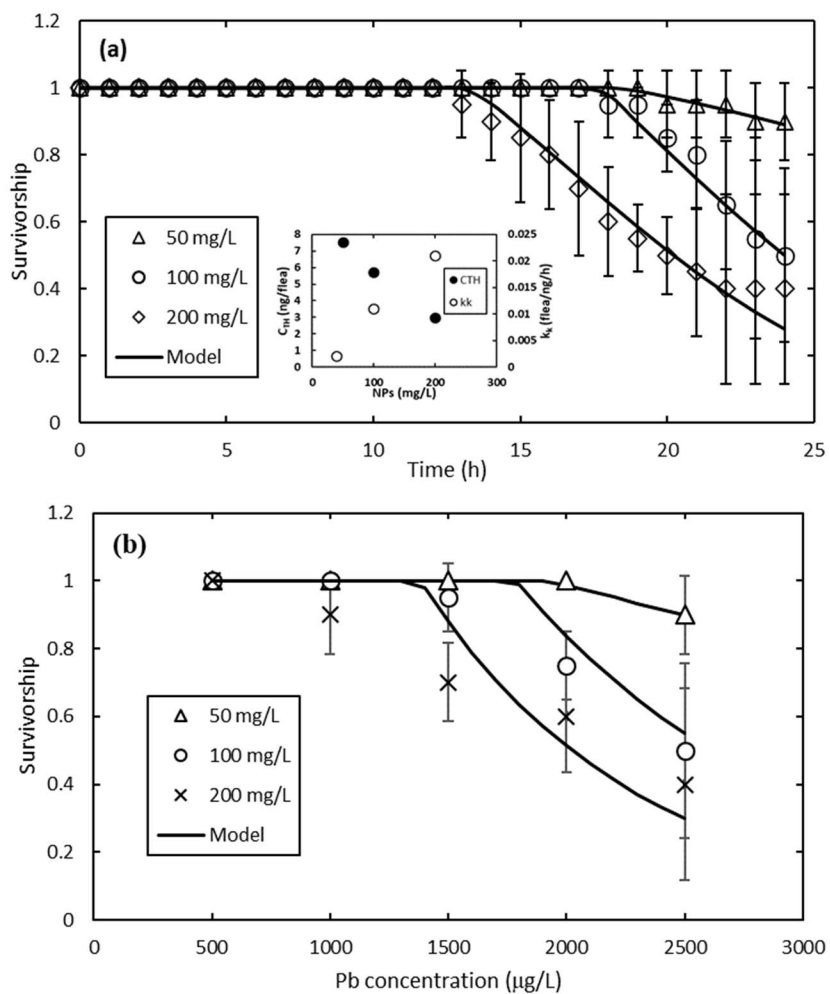 (a)
1.2
1
0.8
0.6
0.4
0.2
0
Survivorship
50 mg/L
100 mg/L
200 mg/L
Model
8
7
6
5
4
3
2
1
0
C_TH (ng/flea)
0.025
0.02
0.015
0.01
0.005
0
k_k (flea/ng/h)
CTH
kk
0 100 200 300
NPs (mg/L)
0 5 10 15 20 25
Time (h)
(b)
1.2
1
0.8
0.6
0.4
0.2
0
Survivorship
50 mg/L
100 mg/L
200 mg/L
Model
0 500 1000 1500 2000 2500 3000
Pb concentration (μg/L)